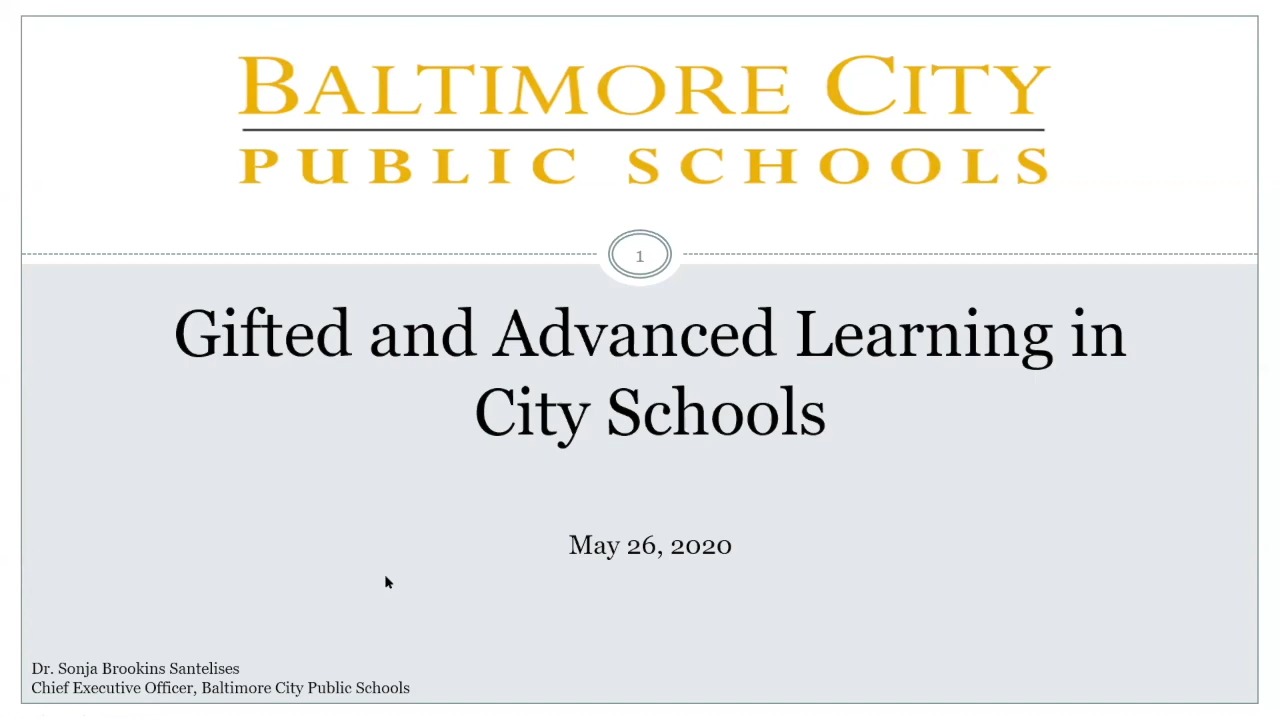 BALTIMORE CITY
PUBLIC SCHOOLS
1
Gifted and Advanced Learning in
City Schools
May 26, 2020
Dr. Sonja Brookins Santelises
Chief Executive Officer, Baltimore City Public Schools